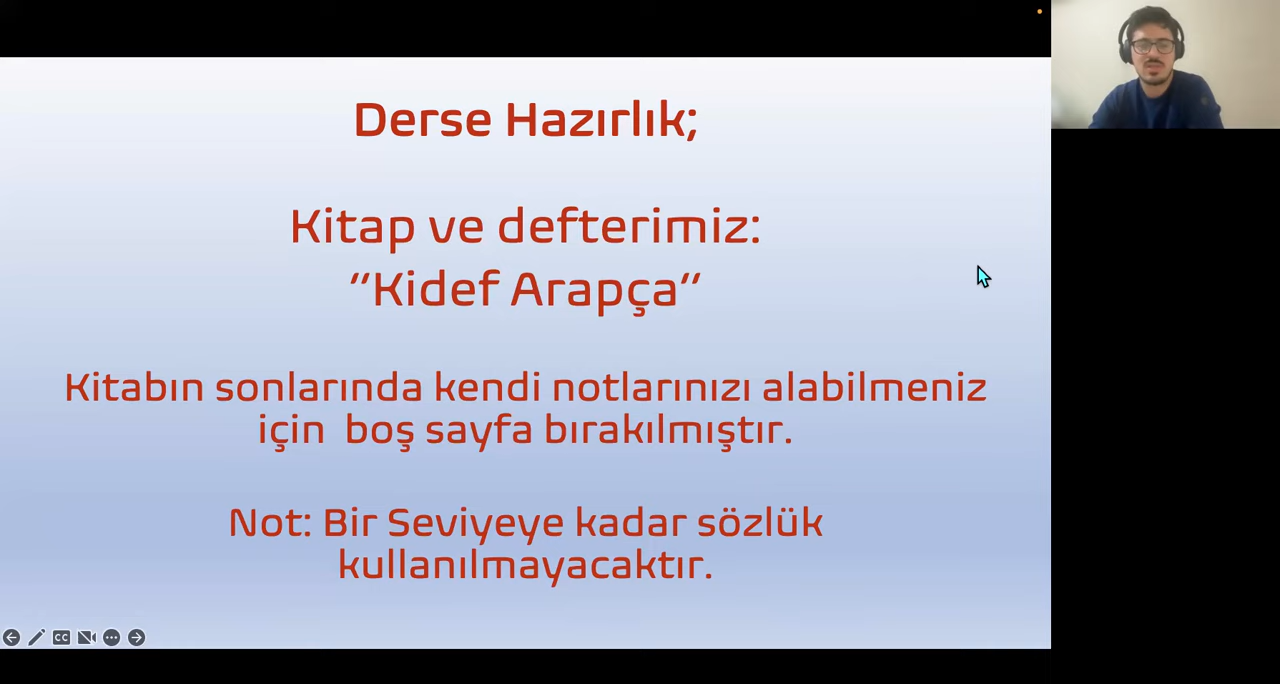 Derse Hazırlık;
Kitap ve defterimiz:
”Kidef Arapça”
Kitabın sonlarında kendi notlarınızı alabilmeniz
için boş sayfa bırakılmıştır.
Not: Bir Seviyeye kadar sözlük
kullanılmayacaktır.
CC